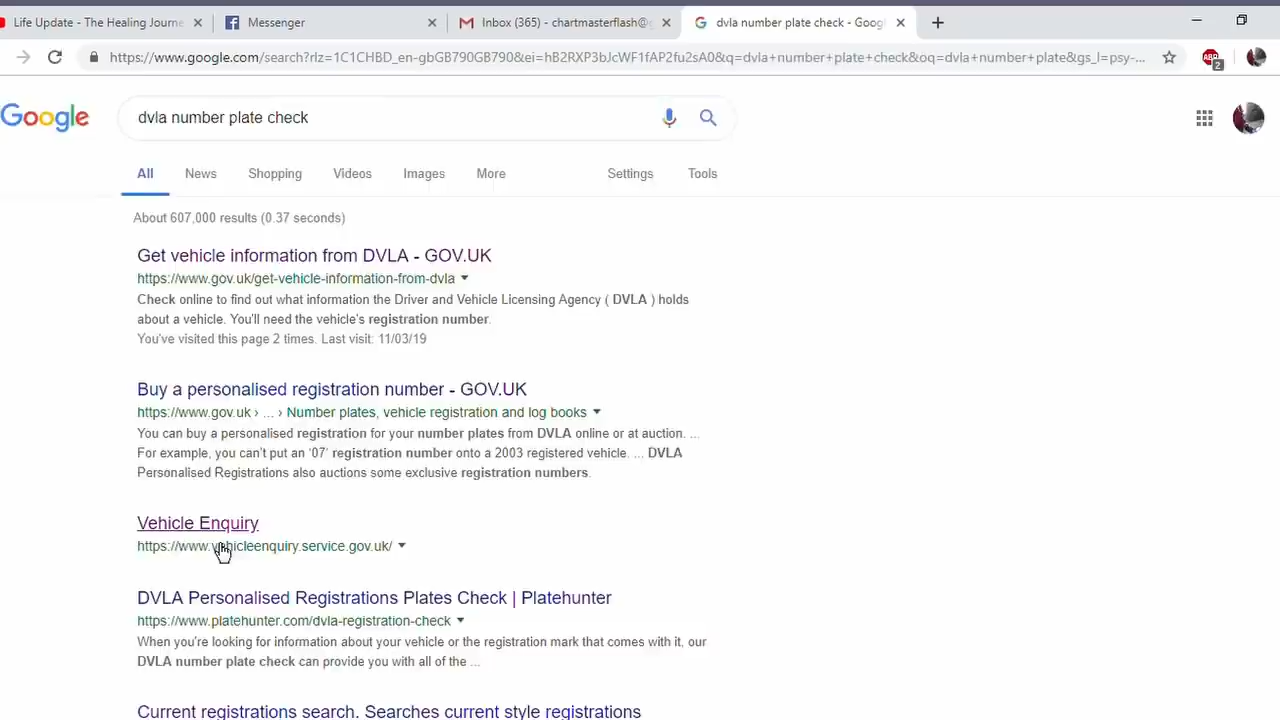 Life Update - The Healing Journe
Messenger
Inbox (365) - chartmasterflash@g
dvla number plate check - Googl
https://www.google.com/search?rlz=1C1CHBD_en-gbGB790GB790&ei=hB2RXP3bJcWF1fAP2fu2sA0&q=dvla+number+plate+check&oq=dvla+number+plate&gs_l=psy-...
ABP
2
Google
dvla number plate check
All
News
Shopping
Videos
Images
More
Settings
Tools
About 607,000 results (0.37 seconds)
Get vehicle information from DVLA - GOV.UK
https://www.gov.uk/get-vehicle-information-from-dvla
Check online to find out what information the Driver and Vehicle Licensing Agency ( DVLA ) holds
about a vehicle. You'll need the vehicle's registration number.
You've visited this page 2 times. Last visit: 11/03/19
Buy a personalised registration number - GOV.UK
https://www.gov.uk › ... › Number plates, vehicle registration and log books
You can buy a personalised registration for your number plates from DVLA online or at auction. ...
For example, you can't put an '07' registration number onto a 2003 registered vehicle. ... DVLA
Personalised Registrations also auctions some exclusive registration numbers.
Vehicle Enquiry
https://www.vehicleenquiry.service.gov.uk/
DVLA Personalised Registrations Plates Check | Platehunter
https://www.platehunter.com/dvla-registration-check
When you're looking for information about your vehicle or the registration mark that comes with it, our
DVLA number plate check can provide you with all of the ...
Current registrations search. Searches current style registrations